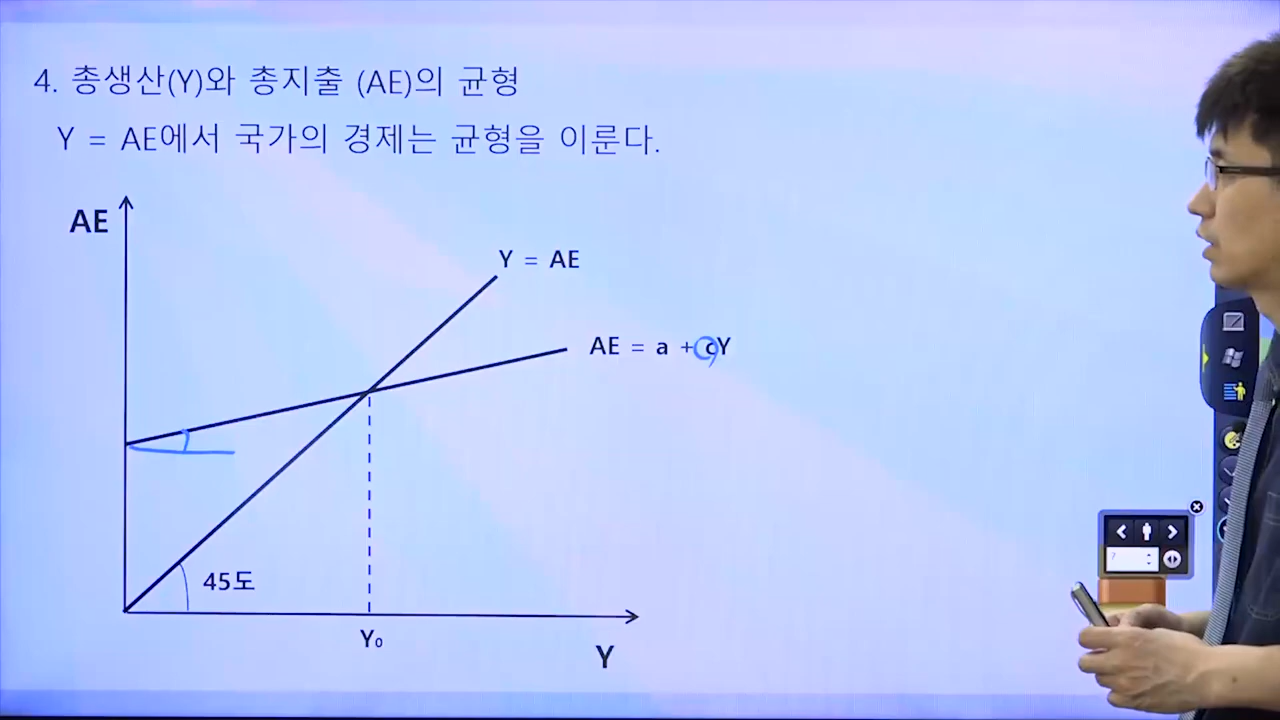 4. 총생산(Y)와 총지출 (AE)의 균형
Y = AE에서 국가의 경제는 균형을 이룬다.
AE
Y = AE
AE = a + cY
45도
Y₀
Y
?